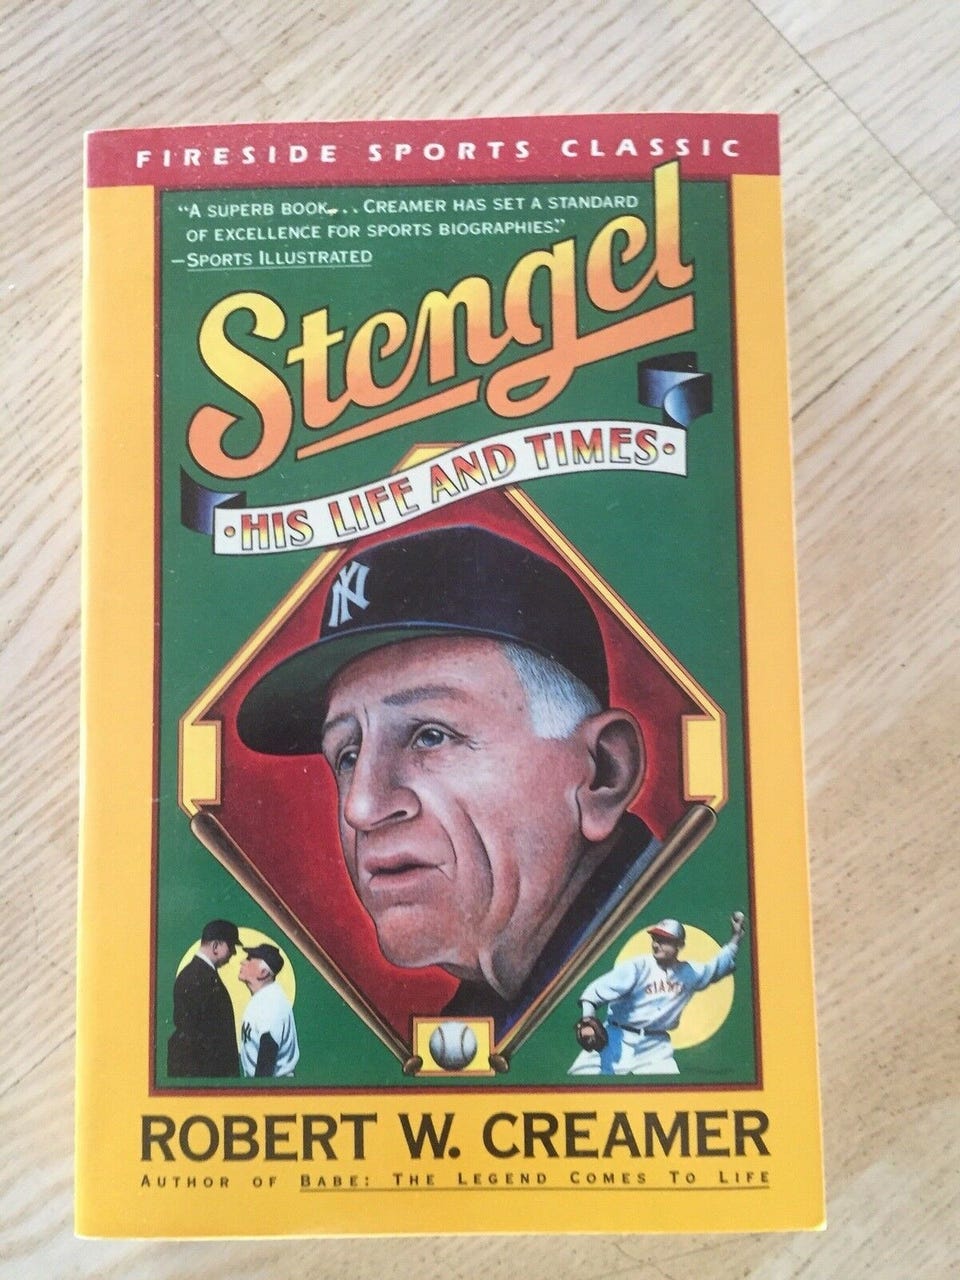 FIRESIDE SPORTS CLASSIC
“A SUPERB BOOK... CREAMER HAS SET A STANDARD
OF EXCELLENCE FOR SPORTS BIOGRAPHIES.”
—SPORTS ILLUSTRATED
Stengel
•HIS LIFE AND TIMES•
NY
GIANTS
ROBERT W. CREAMER
AUTHOR OF BABE: THE LEGEND COMES TO LIFE